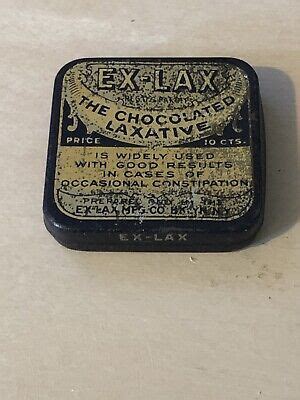 EX-LAX
THE CHOCOLATED
LAXATIVE
PRICE 10 CTS.
IS WIDELY USED
WITH GOOD RESULTS
IN CASES OF
OCCASIONAL CONSTIPATION
PREPARED ONLY BY THE
EX-LAX MFG. CO.
EX-LAX